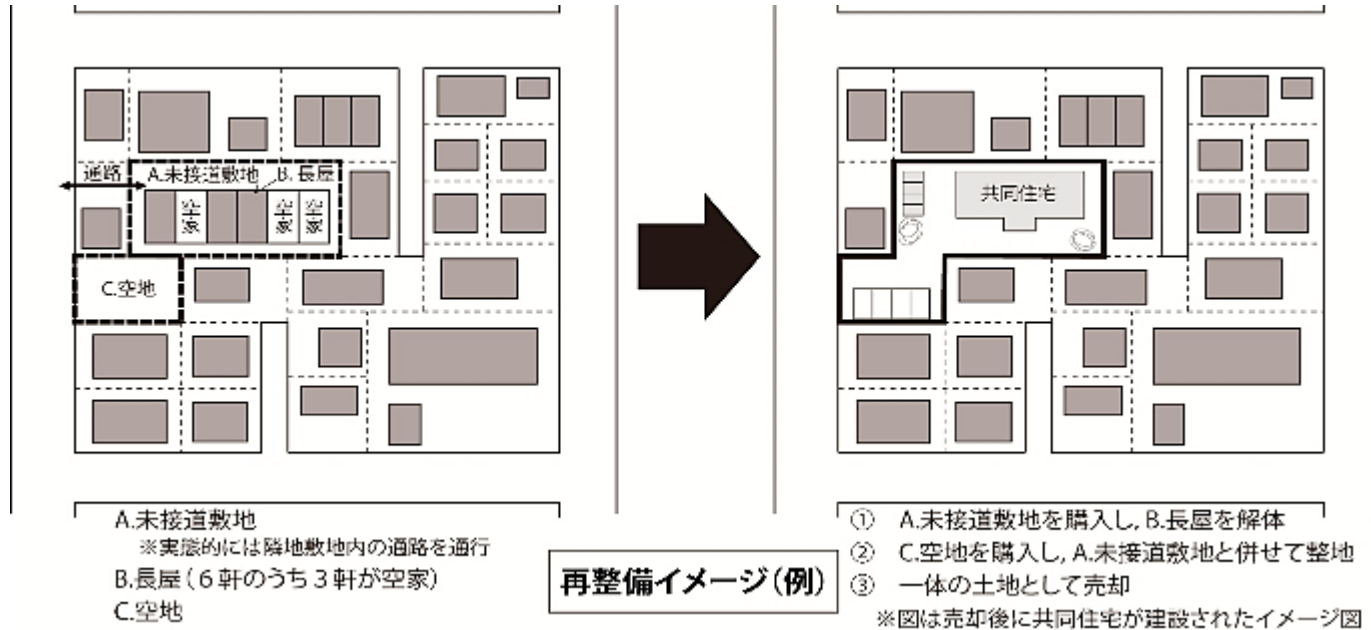 通路
A.未接道敷地
B.長屋
空家
空家
空家
C.空地
共同住宅
A.未接道敷地
※実態的には隣地敷地内の通路を通行
B.長屋(6軒のうち3軒が空家)
C.空地
再整備イメージ(例)
① A.未接道敷地を購入し,B.長屋を解体
② C.空地を購入し,A.未接道敷地と併せて整地
③ 一体の土地として売却
※図は売却後に共同住宅が建設されたイメージ図